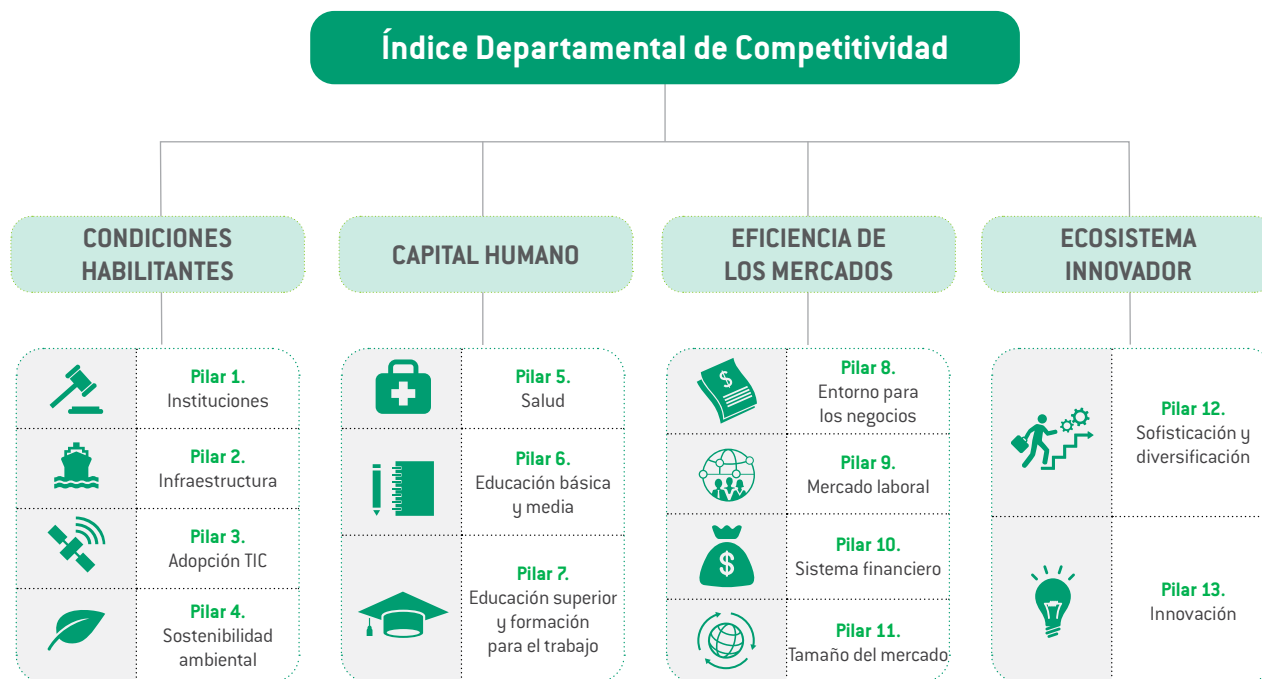 Índice Departamental de Competitividad
CONDICIONES
HABILITANTES
Pilar 1.
Instituciones
Pilar 2.
Infraestructura
Pilar 3.
Adopción TIC
Pilar 4.
Sostenibilidad
ambiental
CAPITAL HUMANO
Pilar 5.
Salud
Pilar 6.
Educación básica
y media
Pilar 7.
Educación superior
y formación
para el trabajo
EFICIENCIA DE
LOS MERCADOS
$
Pilar 8.
Entorno para
los negocios
Pilar 9.
Mercado laboral
$
Pilar 10.
Sistema financiero
Pilar 11.
Tamaño del mercado
ECOSISTEMA
INNOVADOR
Pilar 12.
Sofisticación y
diversificación
Pilar 13.
Innovación